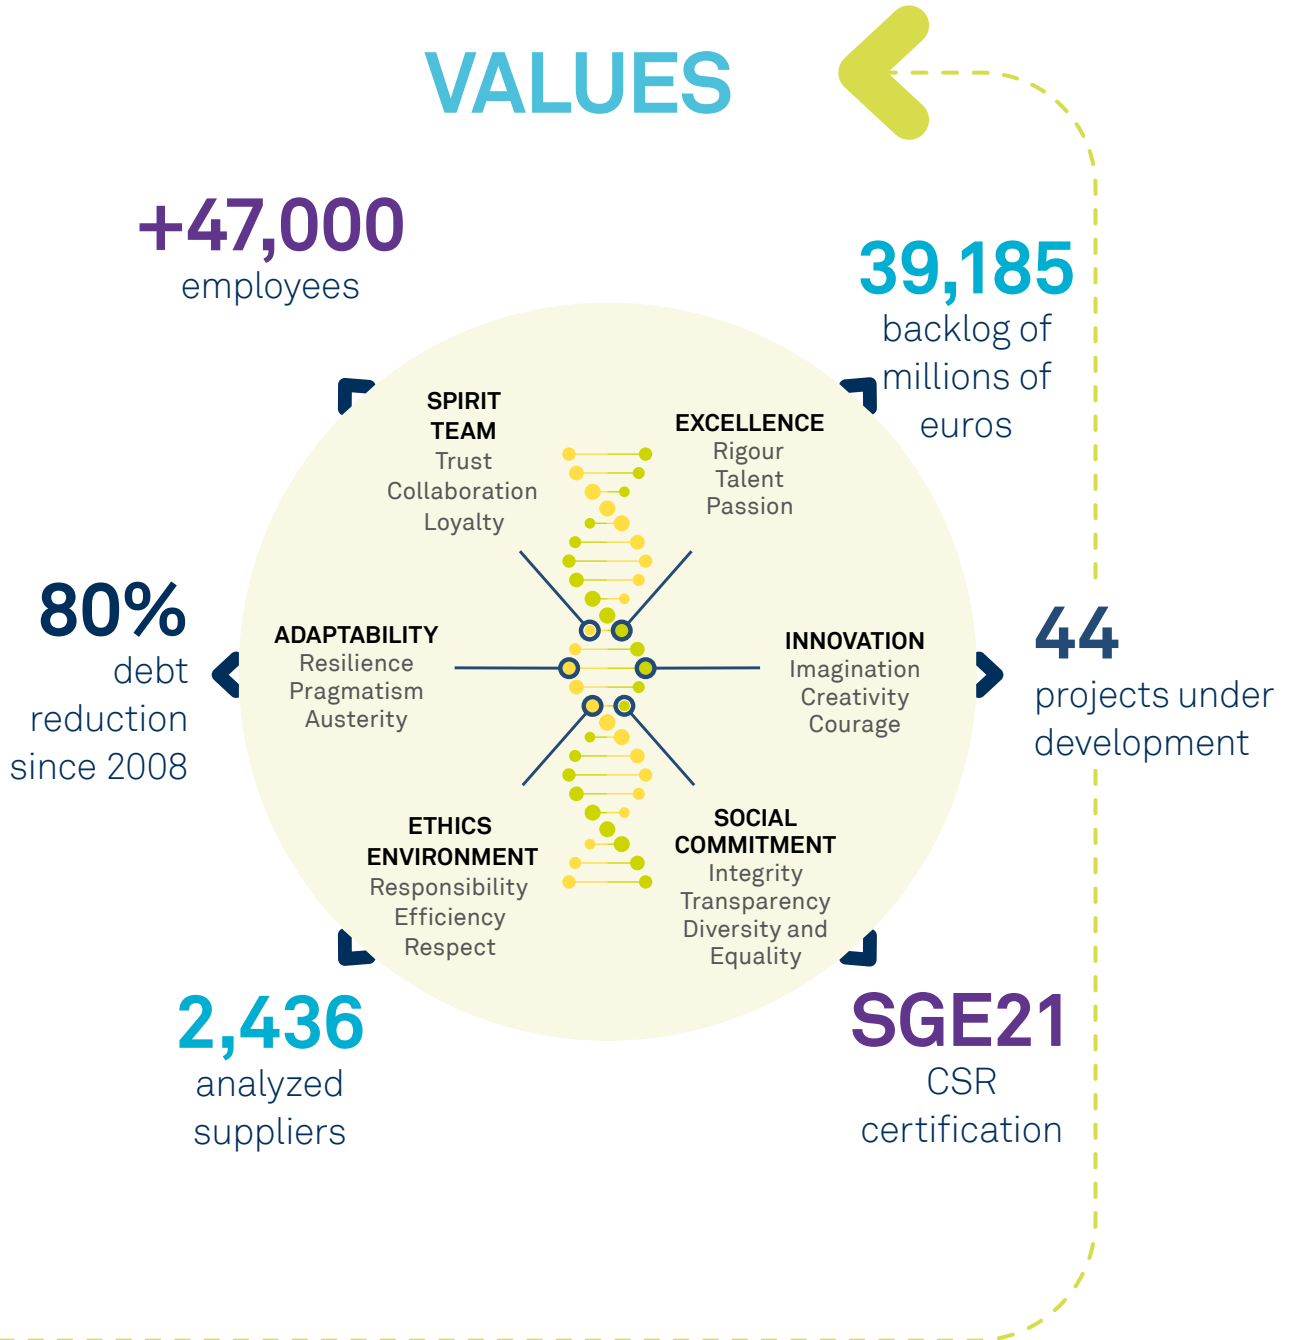 VALUES
+47,000
employees
39,185
backlog of
millions of
euros
SPIRIT
TEAM
Trust
Collaboration
Loyalty
EXCELLENCE
Rigour
Talent
Passion
80%
debt
reduction
since 2008
ADAPTABILITY
Resilience
Pragmatism
Austerity
INNOVATION
Imagination
Creativity
Courage
44
projects under
development
ETHICS
ENVIRONMENT
Responsibility
Efficiency
Respect
SOCIAL
COMMITMENT
Integrity
Transparency
Diversity and
Equality
2,436
analyzed
suppliers
SGE21
CSR
certification